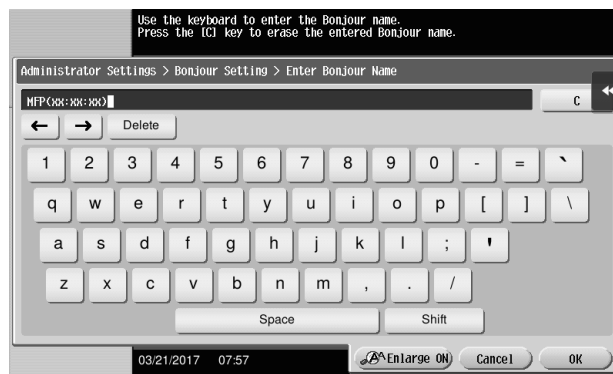 Use the keyboard to enter the Bonjour name.
Press the [C] key to erase the entered Bonjour name.
Administrator Settings > Bonjour Setting > Enter Bonjour Name
MFP(xx:xx:xx)
C
← → Delete
1 2 3 4 5 6 7 8 9 0 - = `
q w e r t y u i o p [ ] \
a s d f g h j k l ; '
z x c v b n m , . /
Space Shift
03/21/2017 07:57 Enlarge ON Cancel OK